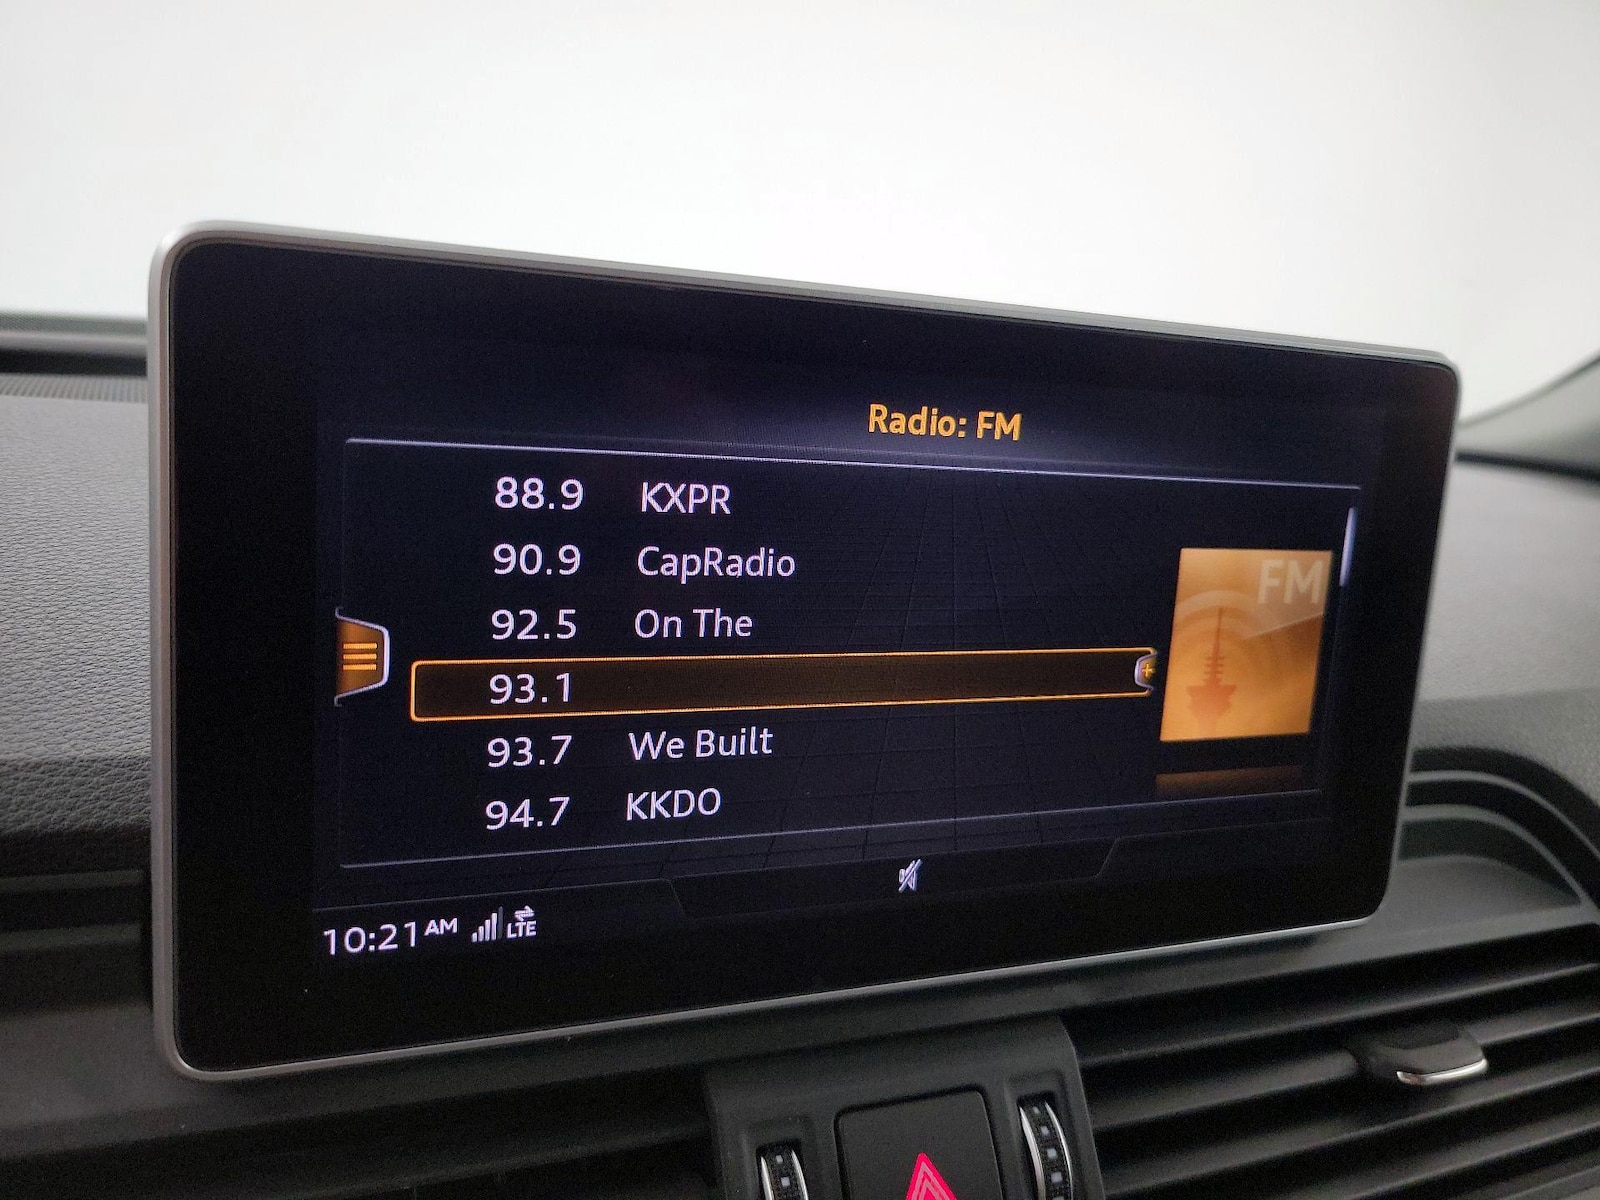 Radio: FM
88.9 KXPR
90.9 CapRadio
FM
92.5 On The
93.1
93.7 We Built
94.7 KKDO
10:21 AM LTE